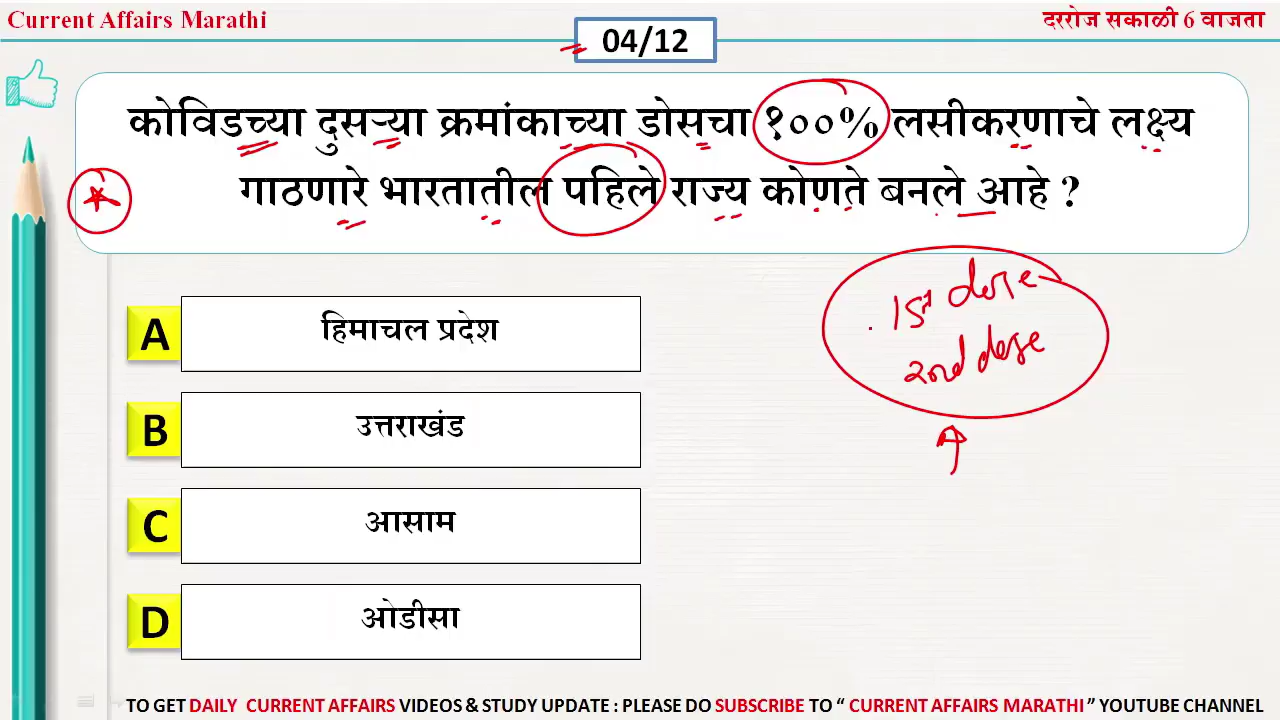 Current Affairs Marathi
दररोज सकाळी 6 वाजता
04/12
कोविडच्या दुसऱ्या क्रमांकाच्या डोसचा १००% लसीकरणाचे लक्ष्य
गाठणारे भारतातील पहिले राज्य कोणते बनले आहे ?
1st dose
2nd dose
A हिमाचल प्रदेश
B उत्तराखंड
C आसाम
D ओडीसा
TO GET DAILY CURRENT AFFAIRS VIDEOS & STUDY UPDATE : PLEASE DO SUBSCRIBE TO “ CURRENT AFFAIRS MARATHI ” YOUTUBE CHANNEL